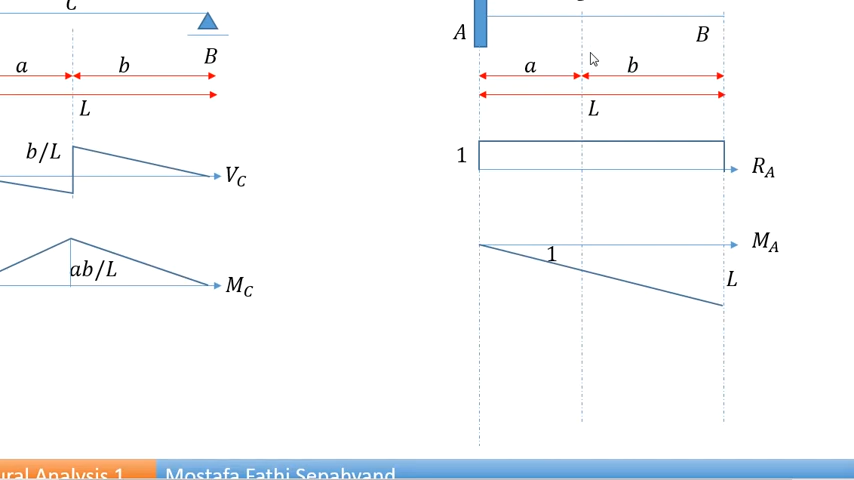 C
B
a
b
L
b/L
V_C
ab/L
M_C
A
B
a
b
L
1
R_A
M_A
1
L
ural Analysis 1
Mostafa Fathi Sepahvand